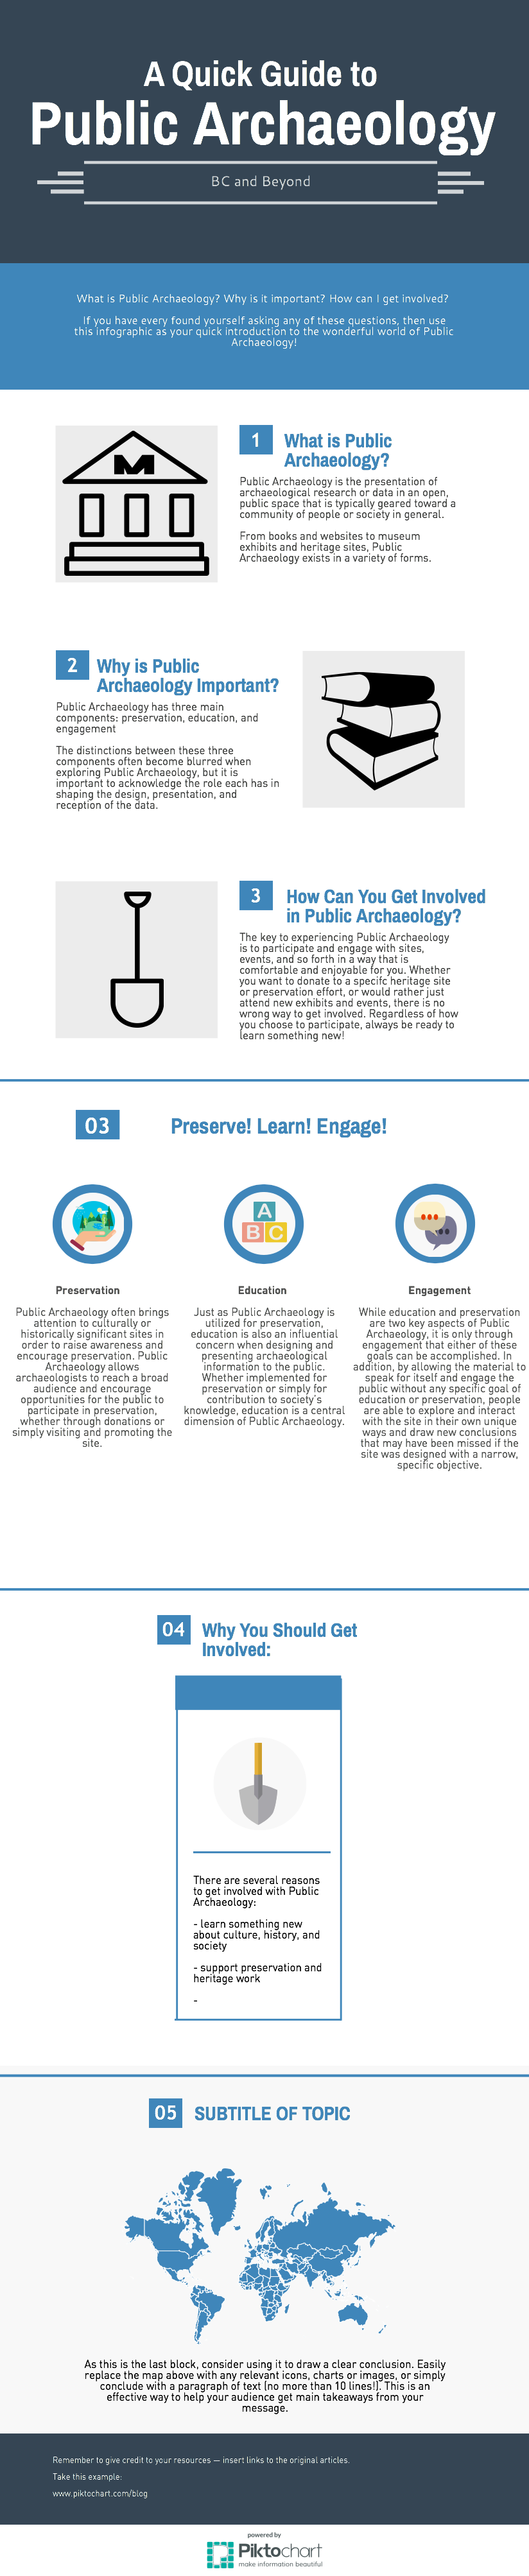 A Quick Guide to
Public Archaeology
BC and Beyond
What is Public Archaeology? Why is it important? How can I get involved?
If you have every found yourself asking any of these questions, then use
this infographic as your quick introduction to the wonderful world of Public
Archaeology!
M
1
What is Public
Archaeology?
Public Archaeology is the presentation of
archaeological research or data in an open,
public space that is typically geared toward a
community of people or society in general.
From books and websites to museum
exhibits and heritage sites, Public
Archaeology exists in a variety of forms.
2
Why is Public
Archaeology Important?
Public Archaeology has three main
components: preservation, education, and
engagement
The distinctions between these three
components often become blurred when
exploring Public Archaeology, but it is
important to acknowledge the role each has in
shaping the design, presentation, and
reception of the data.
3
How Can You Get Involved
in Public Archaeology?
The key to experiencing Public Archaeology
is to participate and engage with sites,
events, and so forth in a way that is
comfortable and enjoyable for you. Whether
you want to donate to a specifc heritage site
or preservation effort, or would rather just
attend new exhibits and events, there is no
wrong way to get involved. Regardless of how
you choose to participate, always be ready to
learn something new!
03
Preserve! Learn! Engage!
A
B C
Preservation
Public Archaeology often brings
attention to culturally or
historically significant sites in
order to raise awareness and
encourage preservation. Public
Archaeology allows
archaeologists to reach a broad
audience and encourage
opportunities for the public to
participate in preservation,
whether through donations or
simply visiting and promoting the
site.
Education
Just as Public Archaeology is
utilized for preservation,
education is also an influential
concern when designing and
presenting archaeological
information to the public.
Whether implemented for
preservation or simply for
contribution to society's
knowledge, education is a central
dimension of Public Archaeology.
Engagement
While education and preservation
are two key aspects of Public
Archaeology, it is only through
engagement that either of these
goals can be accomplished. In
addition, by allowing the material to
speak for itself and engage the
public without any specific goal of
education or preservation, people
are able to explore and interact
with the site in their own unique
ways and draw new conclusions
that may have been missed if the
site was designed with a narrow,
specific objective.
04
Why You Should Get
Involved:
There are several reasons
to get involved with Public
Archaeology:
- learn something new
about culture, history, and
society
- support preservation and
heritage work
-
05
SUBTITLE OF TOPIC
As this is the last block, consider using it to draw a clear conclusion. Easily
replace the map above with any relevant icons, charts or images, or simply
conclude with a paragraph of text (no more than 10 lines!). This is an
effective way to help your audience get main takeaways from your
message.
Remember to give credit to your resources — insert links to the original articles.
Take this example:
www.piktochart.com/blog
powered by
Piktochart
make information beautiful